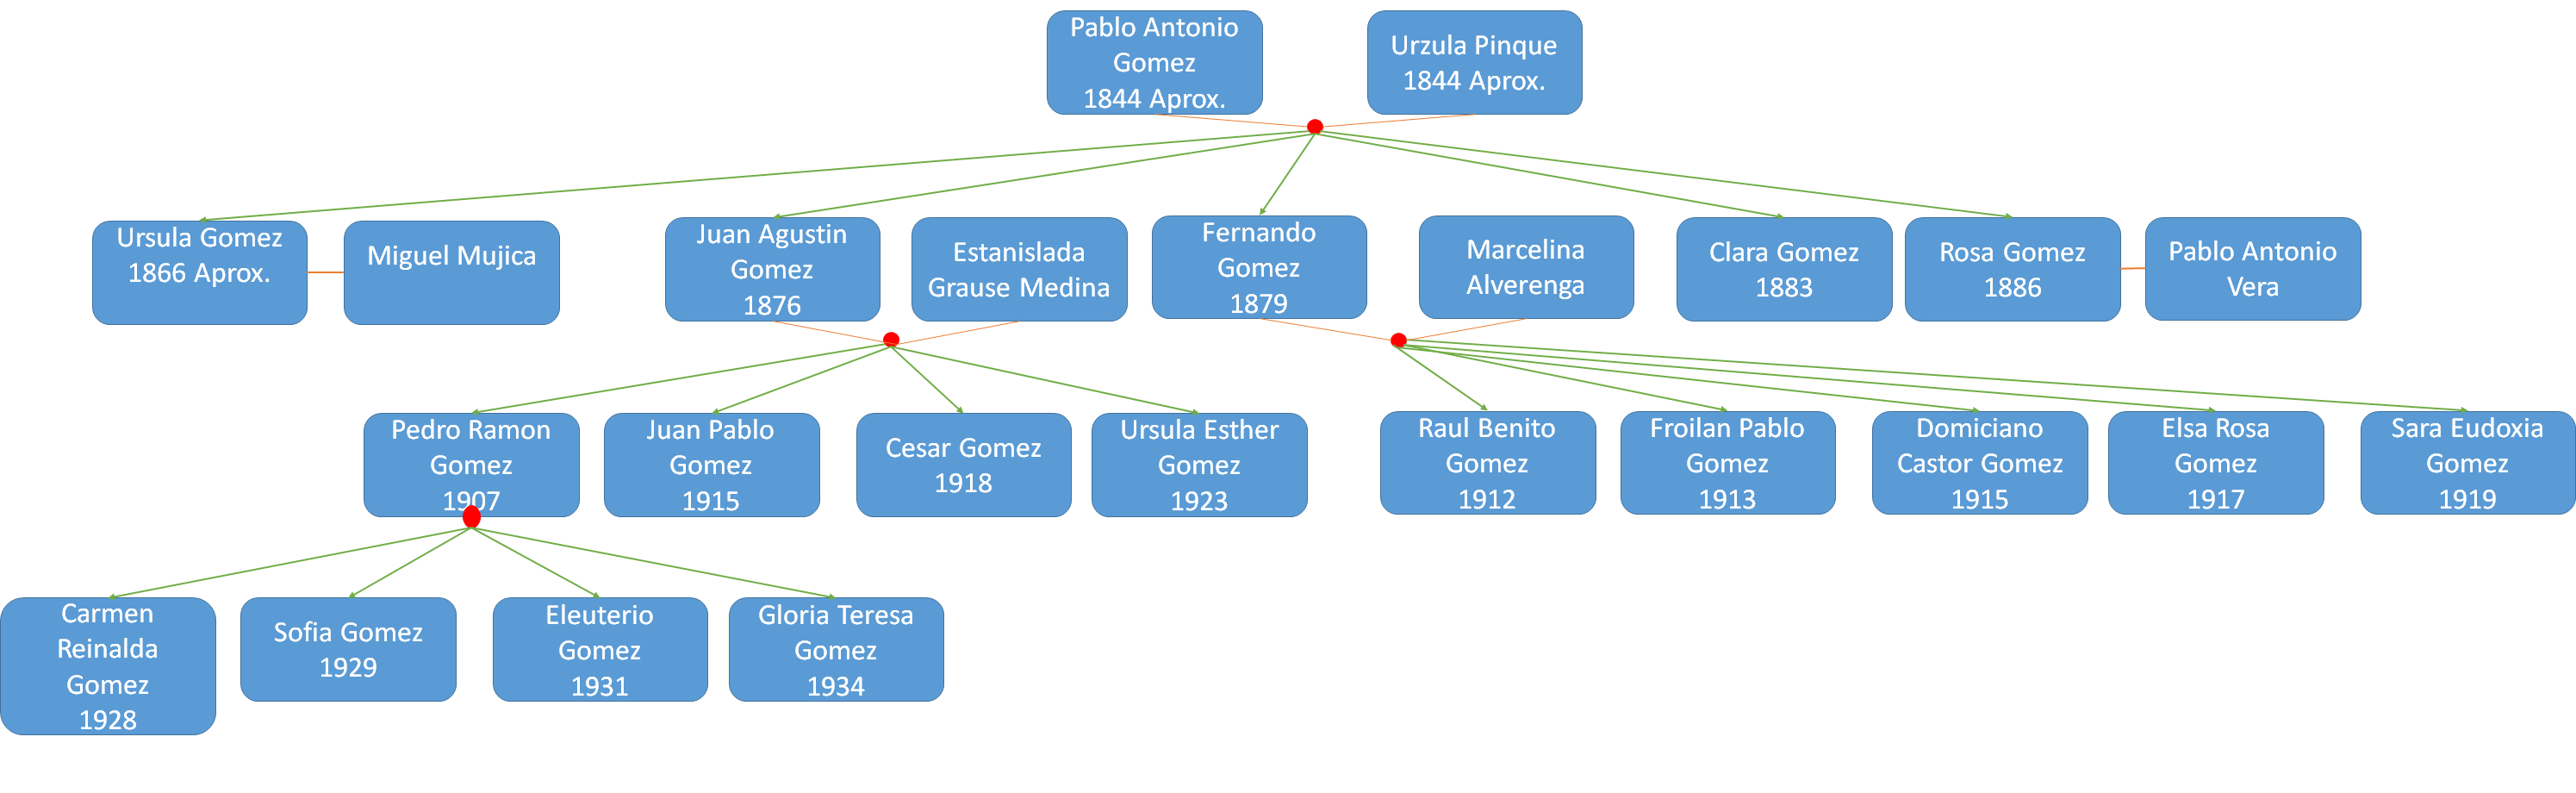 Pablo Antonio
Gomez
1844 Aprox.
Urzula Pinque
1844 Aprox.
Ursula Gomez
1866 Aprox.
Miguel Mujica
Juan Agustin
Gomez
1876
Estanislada
Grause Medina
Fernando
Gomez
1879
Marcelina
Alverenga
Clara Gomez
1883
Rosa Gomez
1886
Pablo Antonio
Vera
Pedro Ramon
Gomez
1907
Juan Pablo
Gomez
1915
Cesar Gomez
1918
Ursula Esther
Gomez
1923
Raul Benito
Gomez
1912
Froilan Pablo
Gomez
1913
Domiciano
Castor Gomez
1915
Elsa Rosa
Gomez
1917
Sara Eudoxia
Gomez
1919
Carmen
Reinalda
Gomez
1928
Sofia Gomez
1929
Eleuterio
Gomez
1931
Gloria Teresa
Gomez
1934